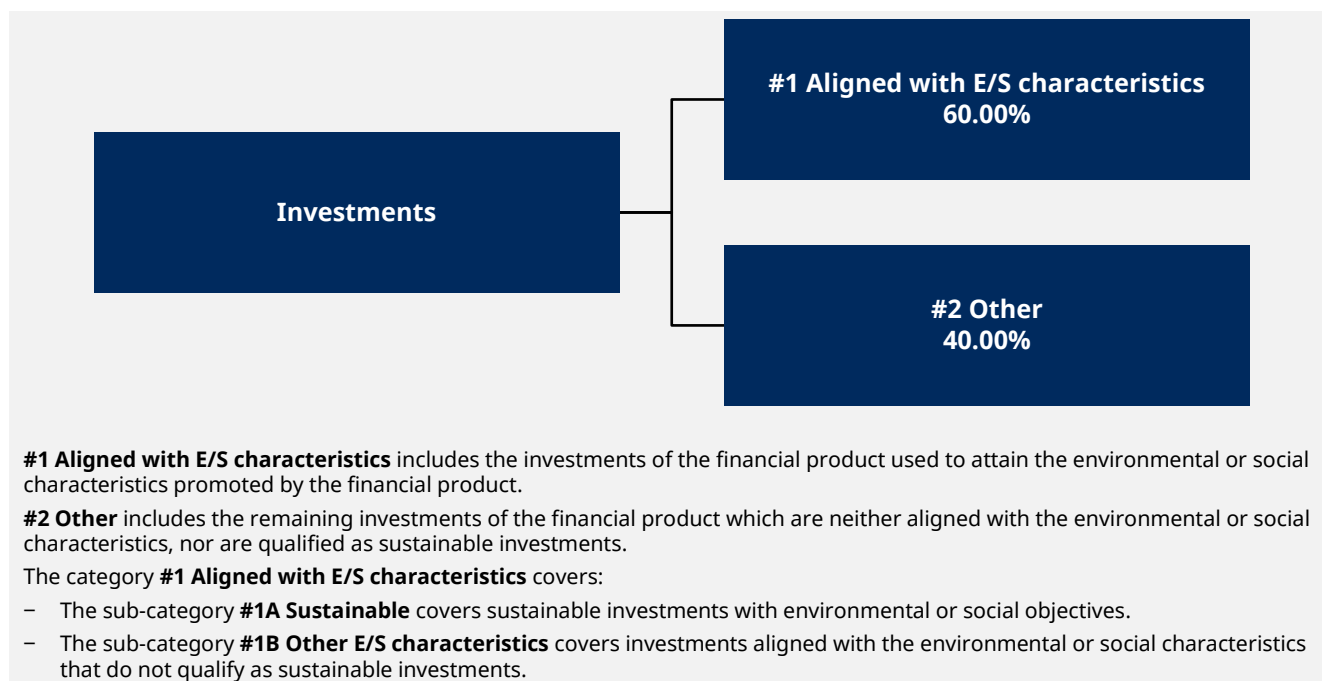 #1 Aligned with E/S characteristics
60.00%
Investments
#2 Other
40.00%
#1 Aligned with E/S characteristics includes the investments of the financial product used to attain the environmental or social
characteristics promoted by the financial product.
#2 Other includes the remaining investments of the financial product which are neither aligned with the environmental or social
characteristics, nor are qualified as sustainable investments.
The category #1 Aligned with E/S characteristics covers:
– The sub-category #1A Sustainable covers sustainable investments with environmental or social objectives.
– The sub-category #1B Other E/S characteristics covers investments aligned with the environmental or social characteristics
that do not qualify as sustainable investments.